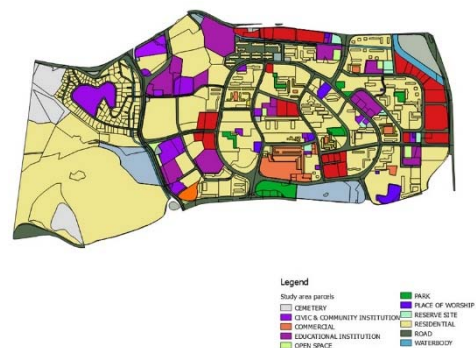 Legend
Study area parcels
CEMETERY
CIVIC & COMMUNITY INSTITUTION
COMMERCIAL
EDUCATIONAL INSTITUTION
OPEN SPACE
PARK
PLACE OF WORSHIP
RESERVE SITE
RESIDENTIAL
ROAD
WATERBODY